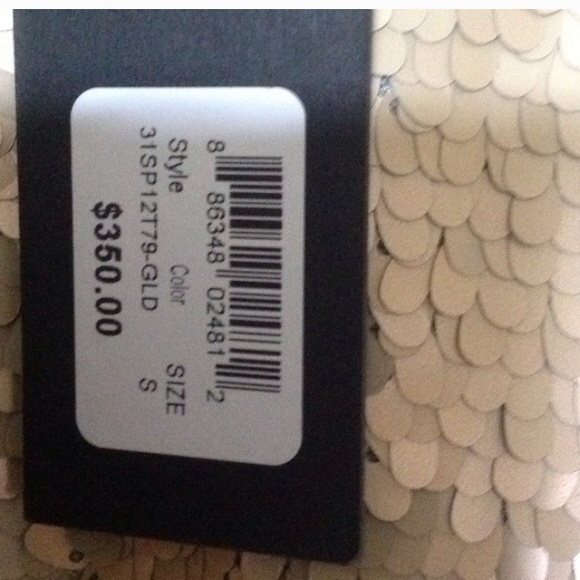 8 86348 02481 2
Style Color SIZE
31SP12T79-GLD S
$350.00